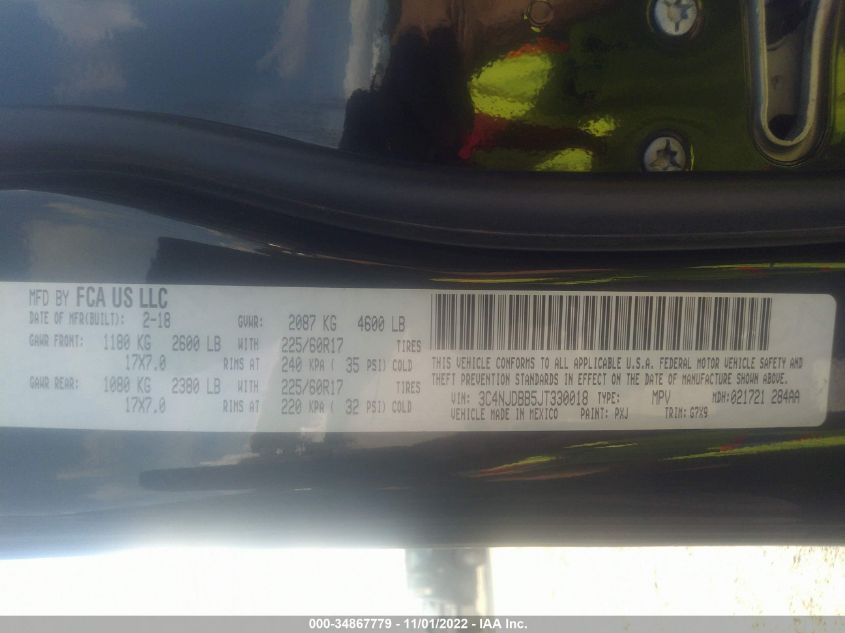 MFD BY FCA US LLC
DATE OF MFR(BUILT): 2-18 GVWR: 2087 KG 4600 LB
GAWR FRONT: 1180 KG 2600 LB WITH 225/60R17 TIRES
17X7.0 RIMS AT 240 KPA ( 35 PSI) COLD
GAWR REAR: 1080 KG 2380 LB WITH 225/60R17 TIRES
17X7.0 RIMS AT 220 KPA ( 32 PSI) COLD
THIS VEHICLE CONFORMS TO ALL APPLICABLE U.S.A. FEDERAL MOTOR VEHICLE SAFETY AND
THEFT PREVENTION STANDARDS IN EFFECT ON THE DATE OF MANUFACTURE SHOWN ABOVE.
VIN: 3C4NJDBB5JT330018 TYPE: MPV MDH:021721 284AA
VEHICLE MADE IN MEXICO PAINT: PXJ TRIM: G7X9
000-34867779 - 11/01/2022 - IAA Inc.